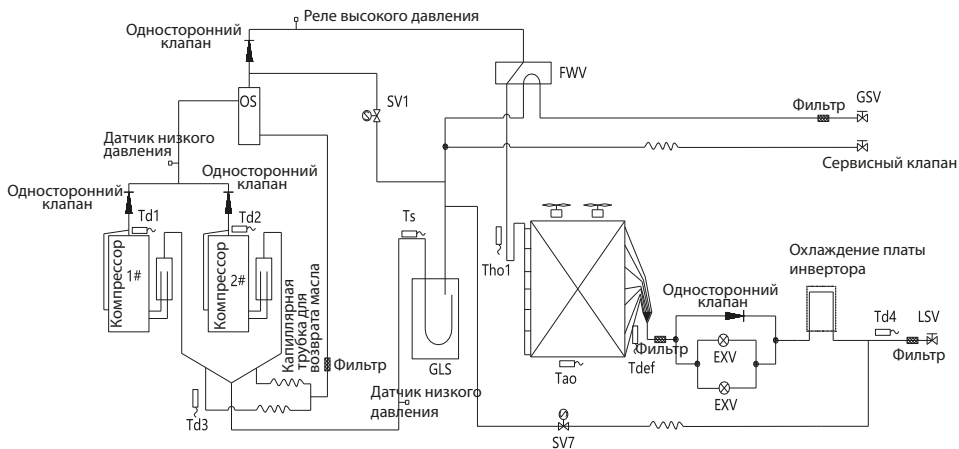 Реле высокого давления
Односторонний
клапан
FWV
OS
SV1
Фильтр
GSV
Датчик низкого
давления
Сервисный клапан
Односторонний
клапан
Односторонний
клапан
Td1
Td2
Ts
Tho1
Компрессор
1#
Компрессор
2#
Охлаждение платы
инвертора
Односторонний
клапан
Td4
LSV
Капиллярная
трубка для
возврата масла
Фильтр
GLS
Фильтр
EXV
Фильтр
Tao
Tdef
EXV
Td3
Датчик низкого
давления
SV7